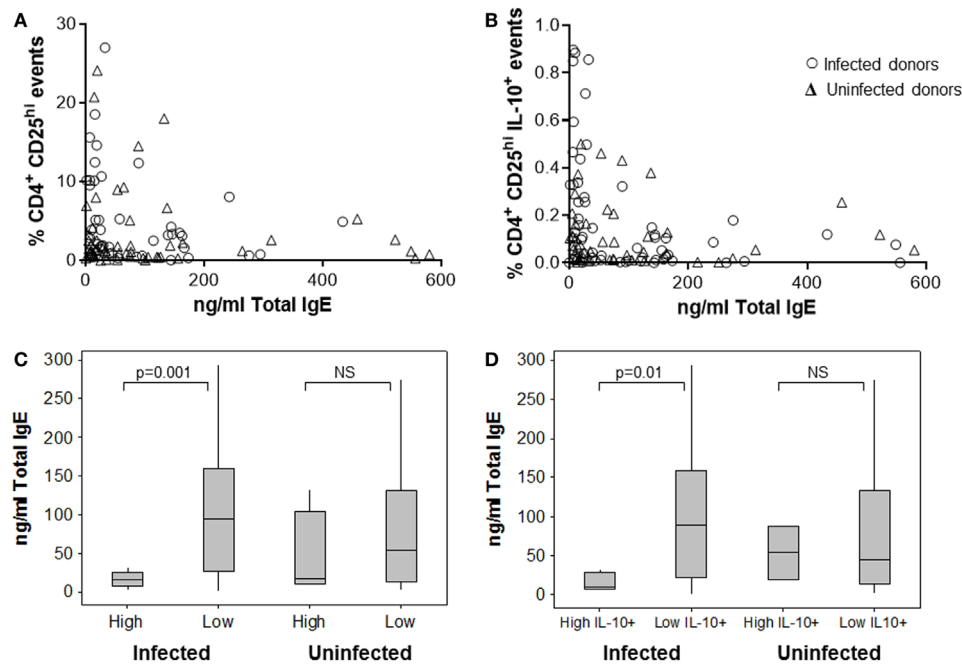 A
30
20
10
0
% CD4+ CD25hi events
0 200 400 600
ng/ml Total IgE
B
1.0
0.8
0.6
0.4
0.2
0.0
% CD4+ CD25hi IL-10+ events
0 200 400 600
ng/ml Total IgE
Infected donors
Uninfected donors
C
300
250
200
150
100
50
0
ng/ml Total IgE
p=0.001
NS
High Low High Low
Infected Uninfected
D
300
250
200
150
100
50
0
ng/ml Total IgE
p=0.01
NS
High IL-10+ Low IL-10+ High IL-10+ Low IL10+
Infected Uninfected